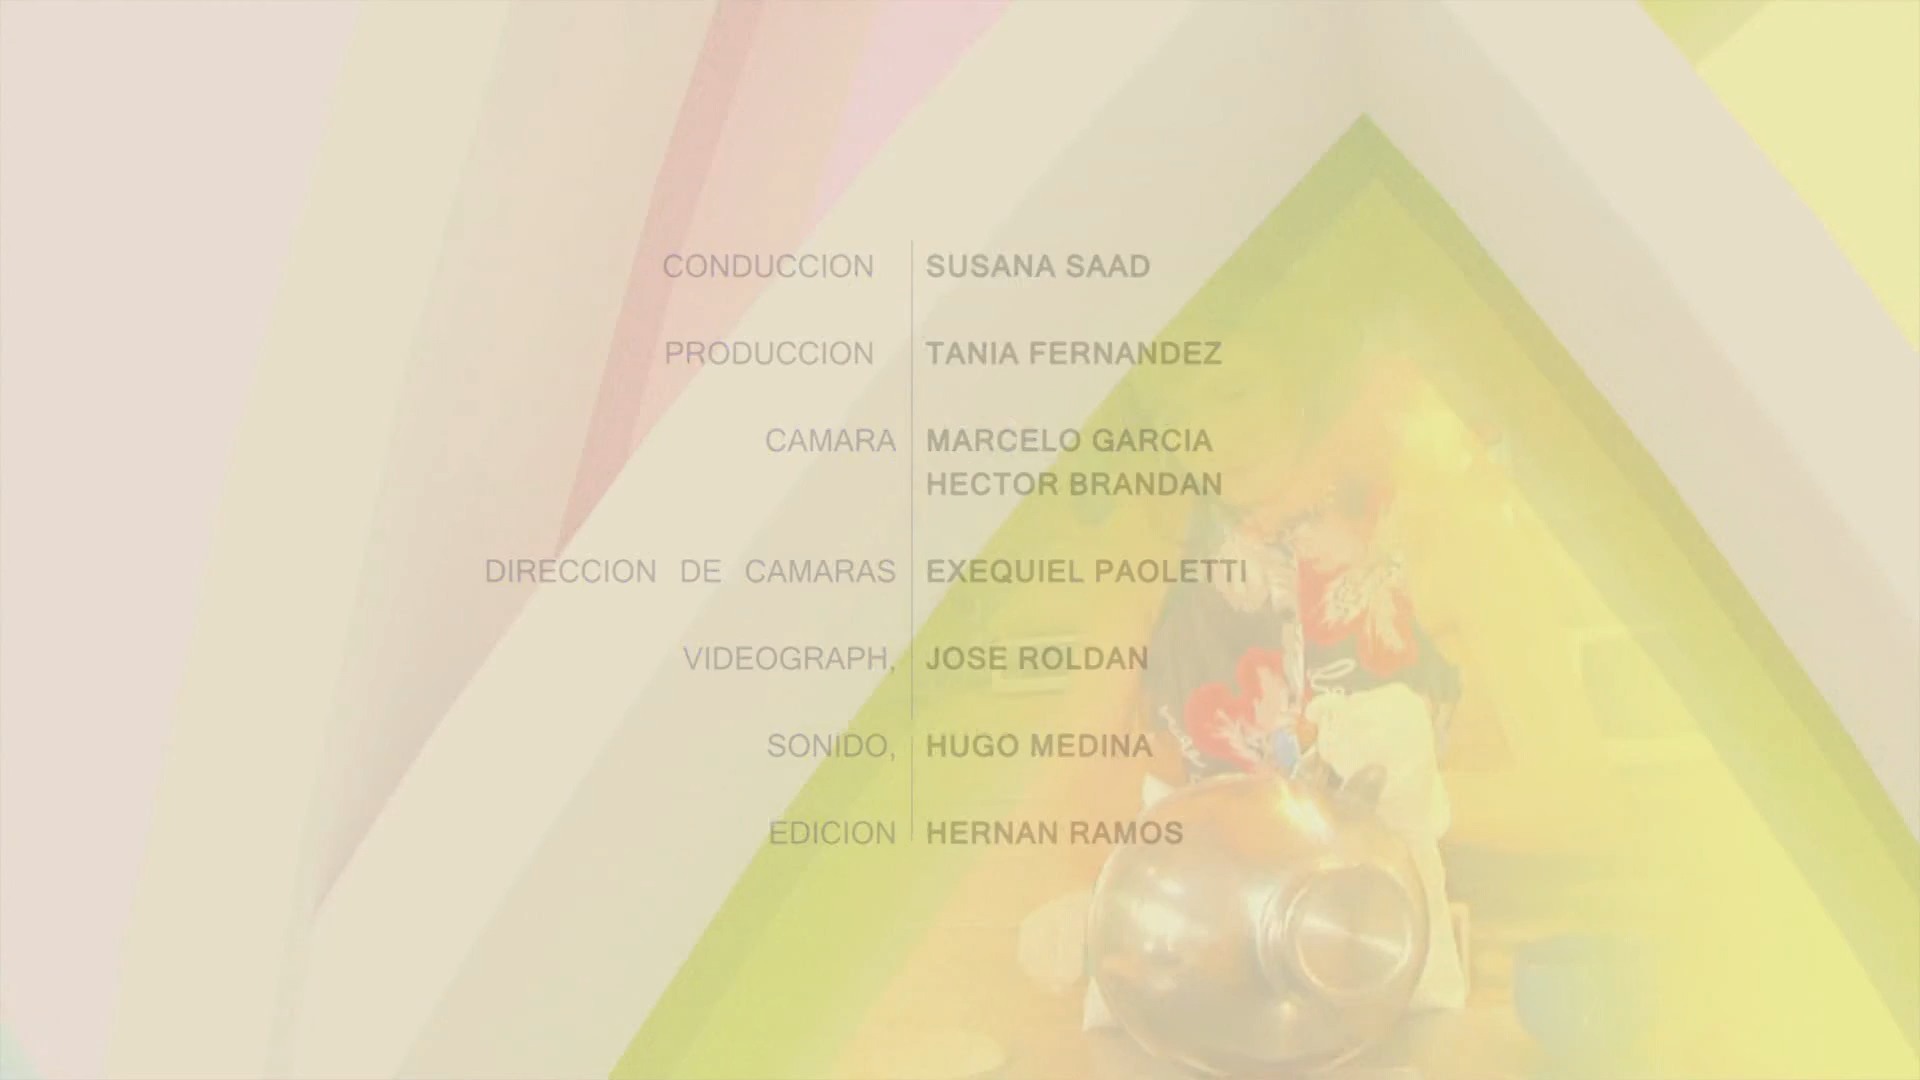 CONDUCCION SUSANA SAAD
PRODUCCION TANIA FERNANDEZ
CAMARA MARCELO GARCIA
HECTOR BRANDAN
DIRECCION DE CAMARAS EXEQUIEL PAOLETTI
VIDEOGRAPH, JOSE ROLDAN
SONIDO, HUGO MEDINA
EDICION HERNAN RAMOS